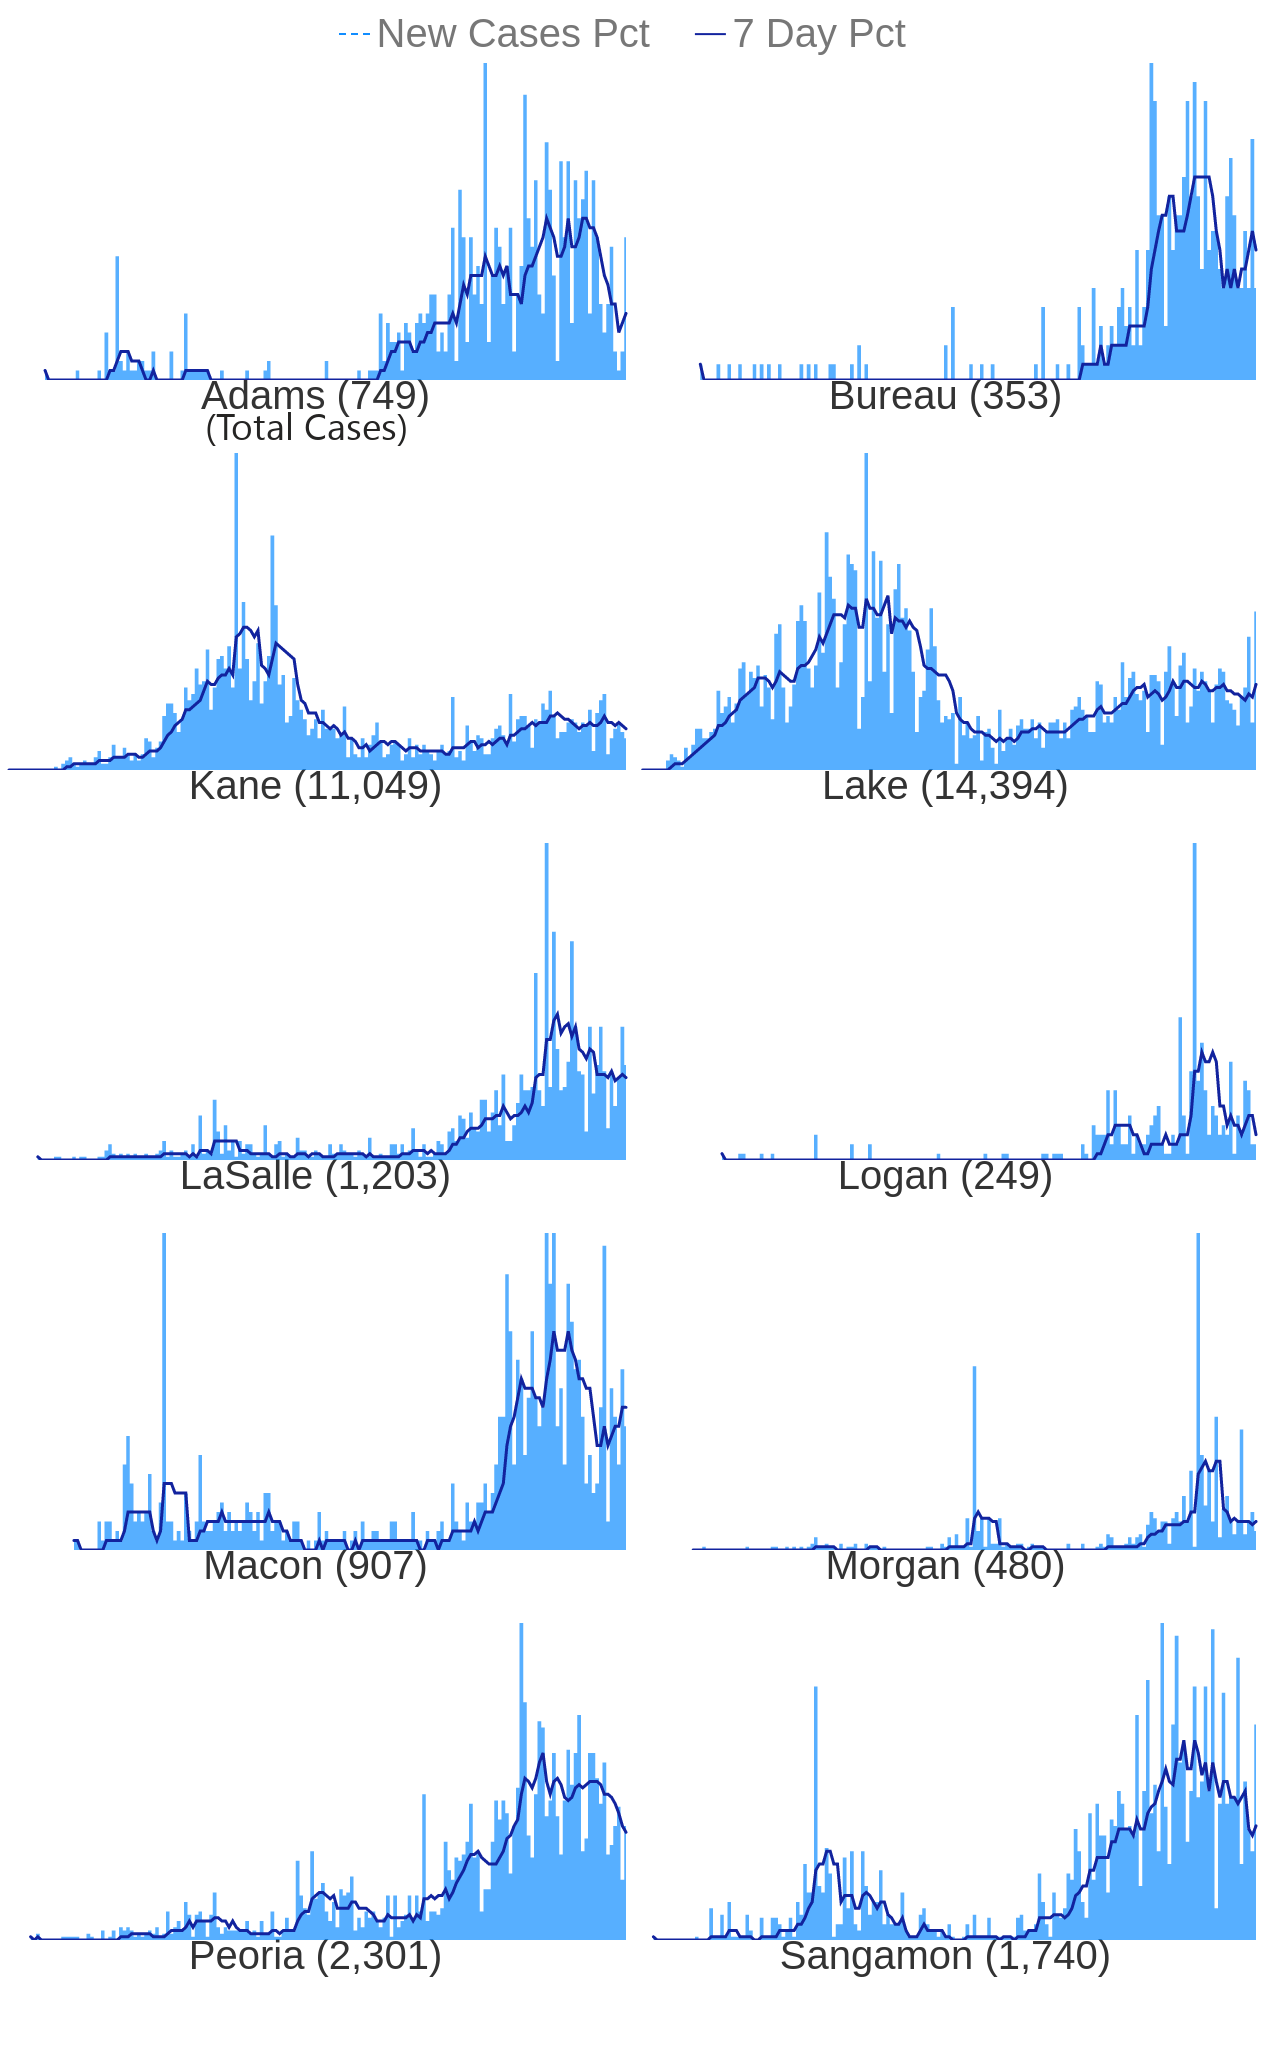 New Cases Pct 7 Day Pct
Adams (749) Bureau (353)
(Total Cases)
Kane (11,049) Lake (14,394)
LaSalle (1,203) Logan (249)
Macon (907) Morgan (480)
Peoria (2,301) Sangamon (1,740)